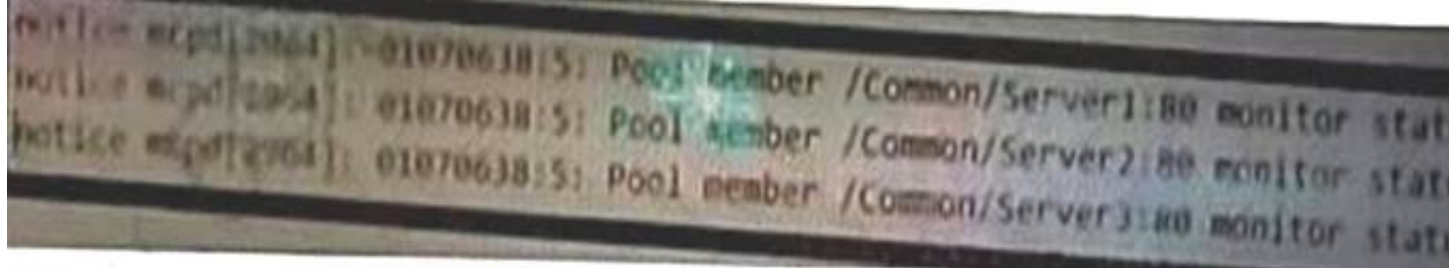 notice mcpd[2964]: 01070638:5: Pool member /Common/Server1:80 monitor stat
notice mcpd[2964]: 01070638:5: Pool member /Common/Server2:80 monitor stat
notice mcpd[2964]: 01070638:5: Pool member /Common/Server3:80 monitor stat